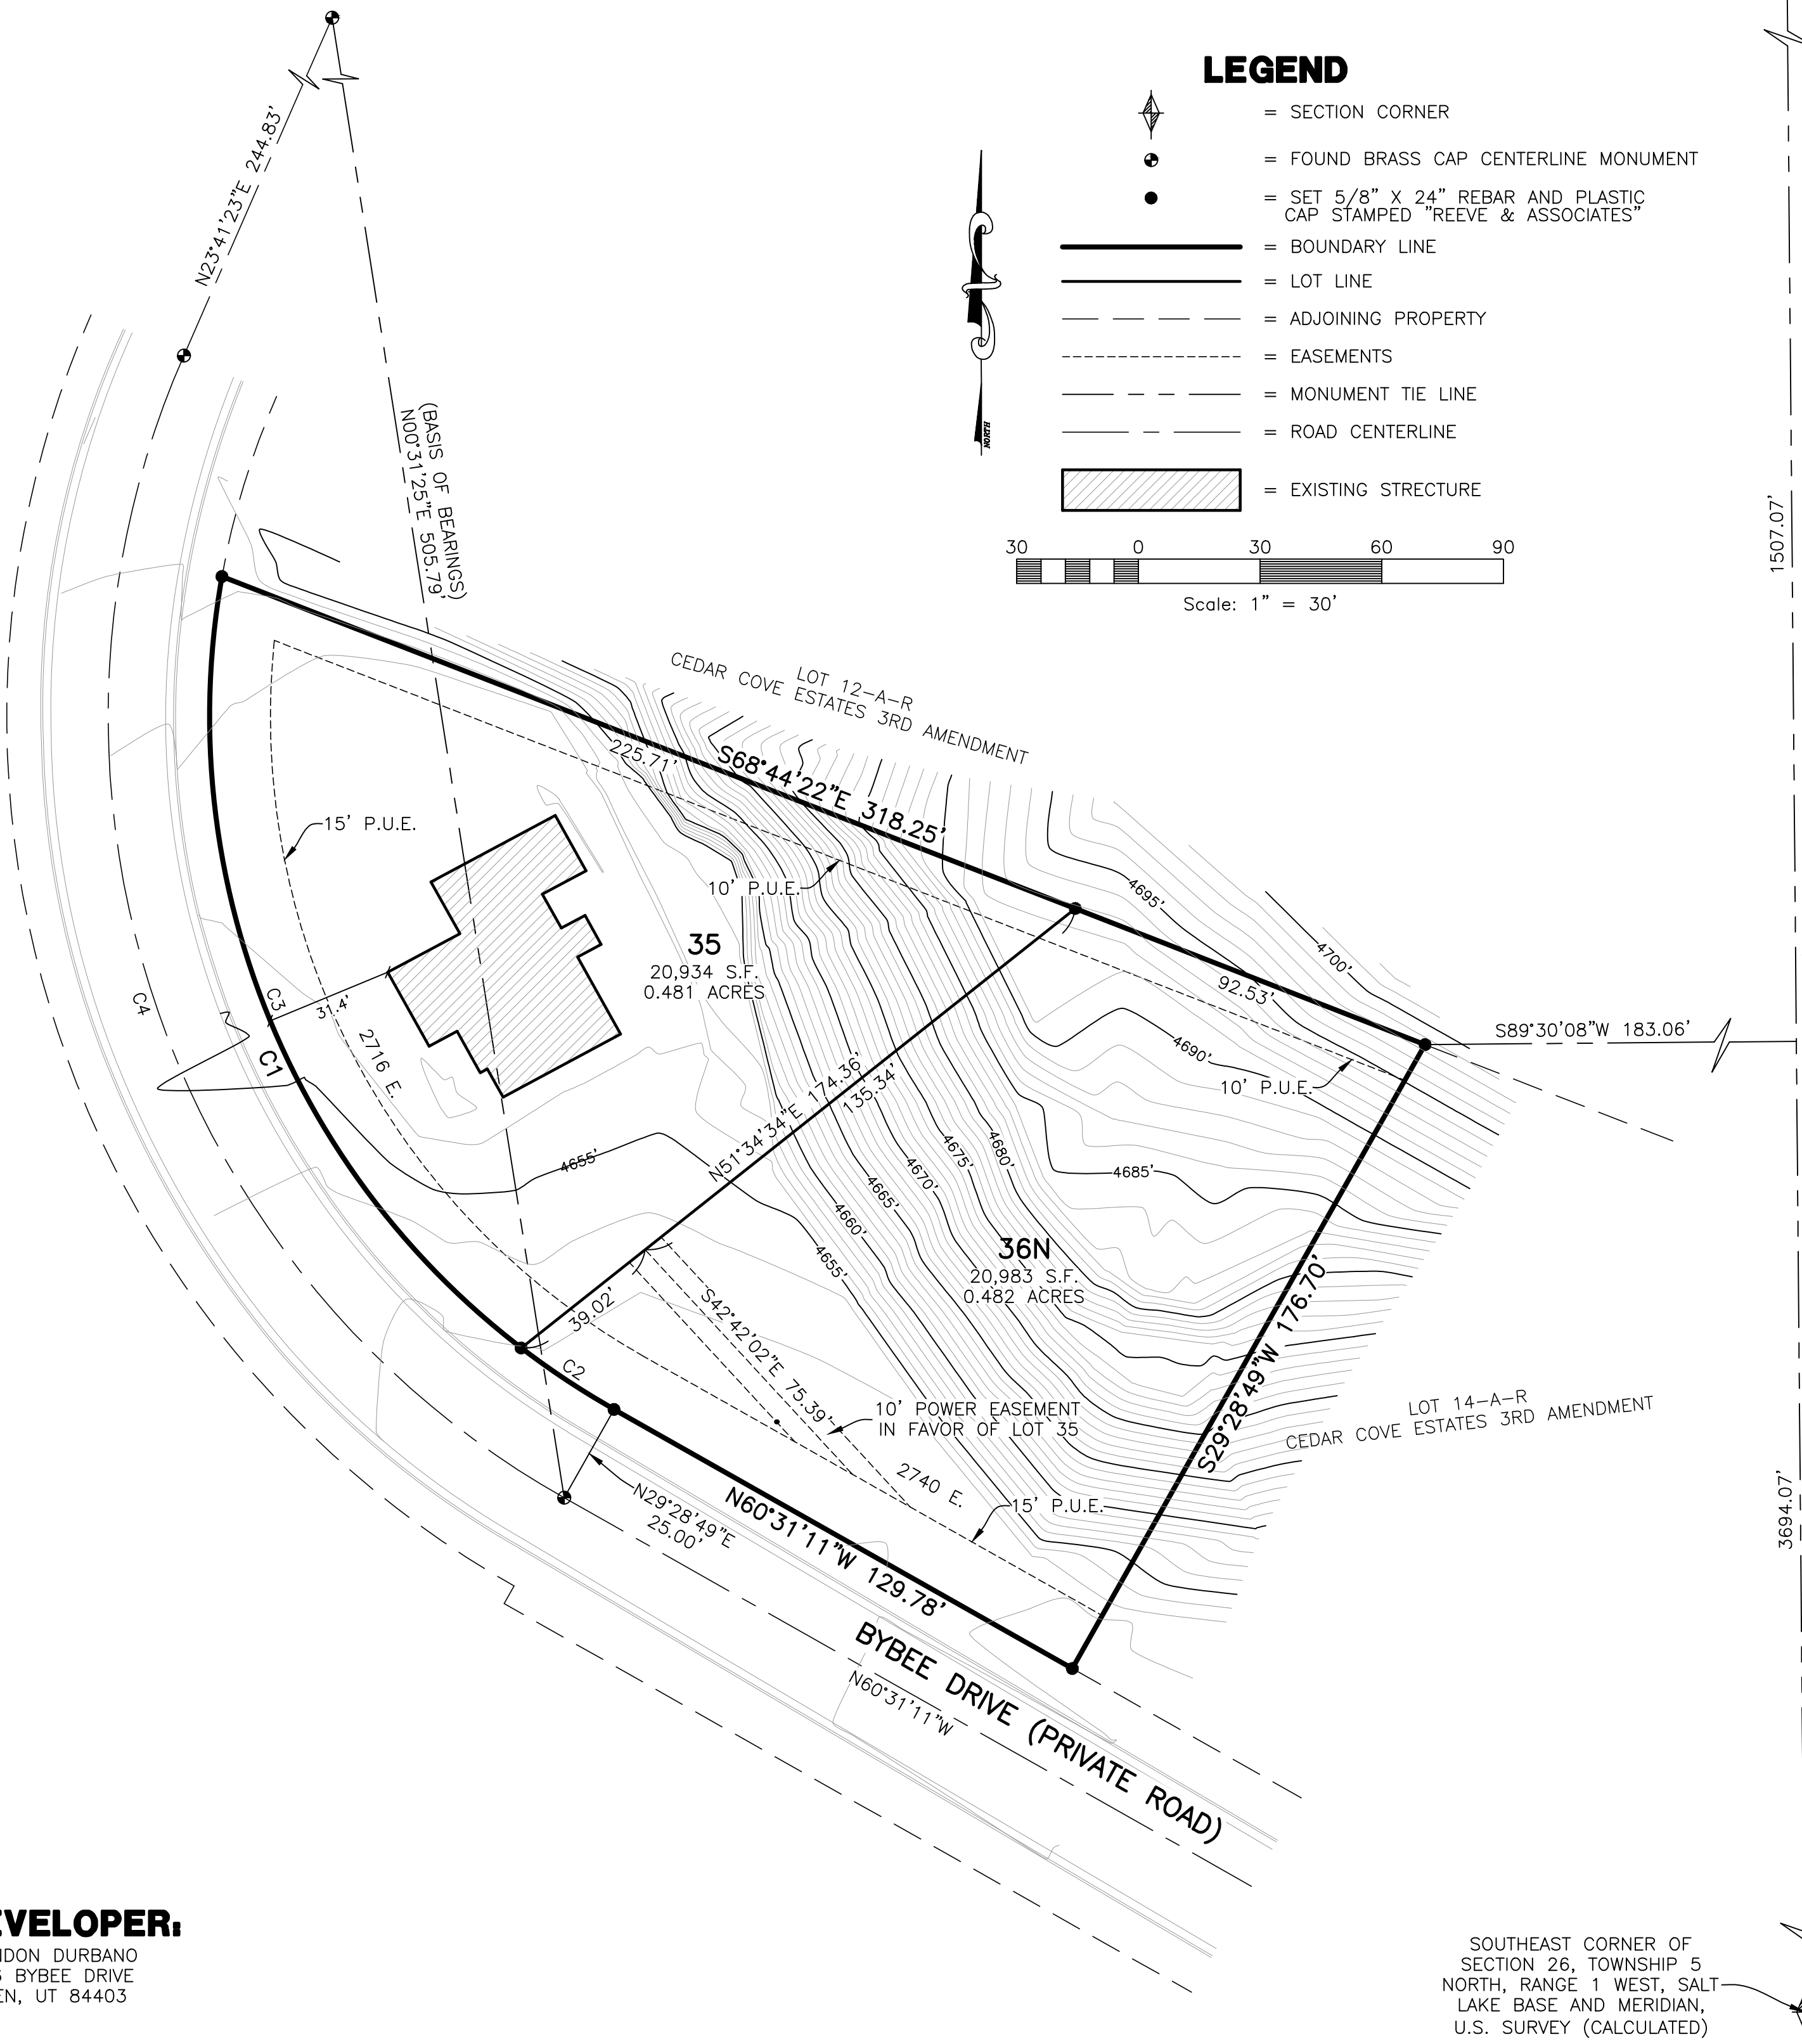 LEGEND
= SECTION CORNER
= FOUND BRASS CAP CENTERLINE MONUMENT
= SET 5/8" X 24" REBAR AND PLASTIC
CAP STAMPED "REEVE & ASSOCIATES"
= BOUNDARY LINE
= LOT LINE
= ADJOINING PROPERTY
= EASEMENTS
= MONUMENT TIE LINE
= ROAD CENTERLINE
= EXISTING STRECTURE
NORTH
30 0 30 60 90
Scale: 1" = 30'
N23°41'23"E 244.83'
(BASIS OF BEARINGS)
N00°31'25"E 505.79'
1507.07'
LOT 12-A-R
CEDAR COVE ESTATES 3RD AMENDMENT
225.71'
S68°44'22"E 318.25'
15' P.U.E.
10' P.U.E.
4695'
4700'
35
20,934 S.F.
0.481 ACRES
92.53'
S89°30'08"W 183.06'
C4
C3
31.4'
C1
2716 E.
4690'
10' P.U.E.
N51°34'34"E 174.36'
135.34'
4655'
4675'
4680'
4670'
4685'
4665'
4660'
4655'
36N
20,983 S.F.
0.482 ACRES
39.02'
S42°42'02"E 75.39'
S29°28'49"W 176.70'
C2
10' POWER EASEMENT
IN FAVOR OF LOT 35
LOT 14-A-R
CEDAR COVE ESTATES 3RD AMENDMENT
2740 E.
15' P.U.E.
N29°28'49"E
25.00'
N60°31'11"W 129.78'
3694.07'
BYBEE DRIVE (PRIVATE ROAD)
N60°31'11"W
EVELOPER:
NDON DURBANO
6 BYBEE DRIVE
EN, UT 84403
SOUTHEAST CORNER OF
SECTION 26, TOWNSHIP 5
NORTH, RANGE 1 WEST, SALT
LAKE BASE AND MERIDIAN,
U.S. SURVEY (CALCULATED)